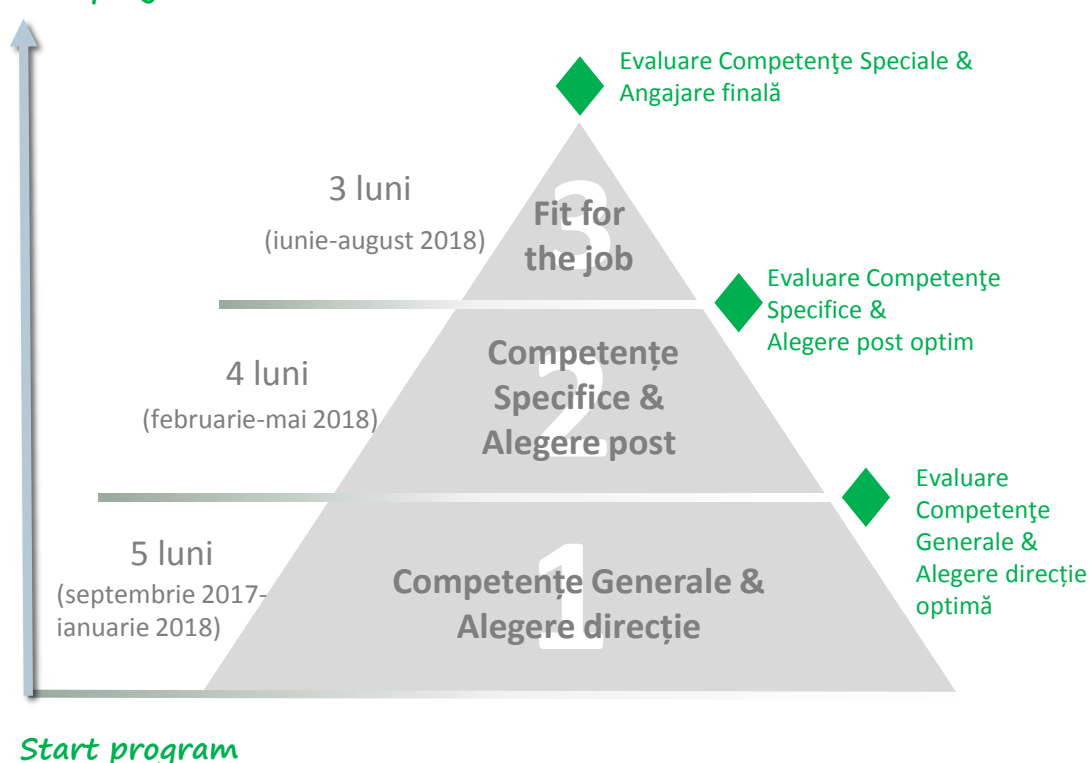 Evaluare Competenţe Speciale &
Angajare finală
3 luni
(iunie-august 2018)
3
Fit for
the job
Evaluare Competenţe
Specifice &
Alegere post optim
4 luni
(februarie-mai 2018)
2
Competențe
Specifice &
Alegere post
Evaluare
Competenţe
Generale &
Alegere direcție
optimă
5 luni
(septembrie 2017-
ianuarie 2018)
1
Competențe Generale &
Alegere direcție
Start program